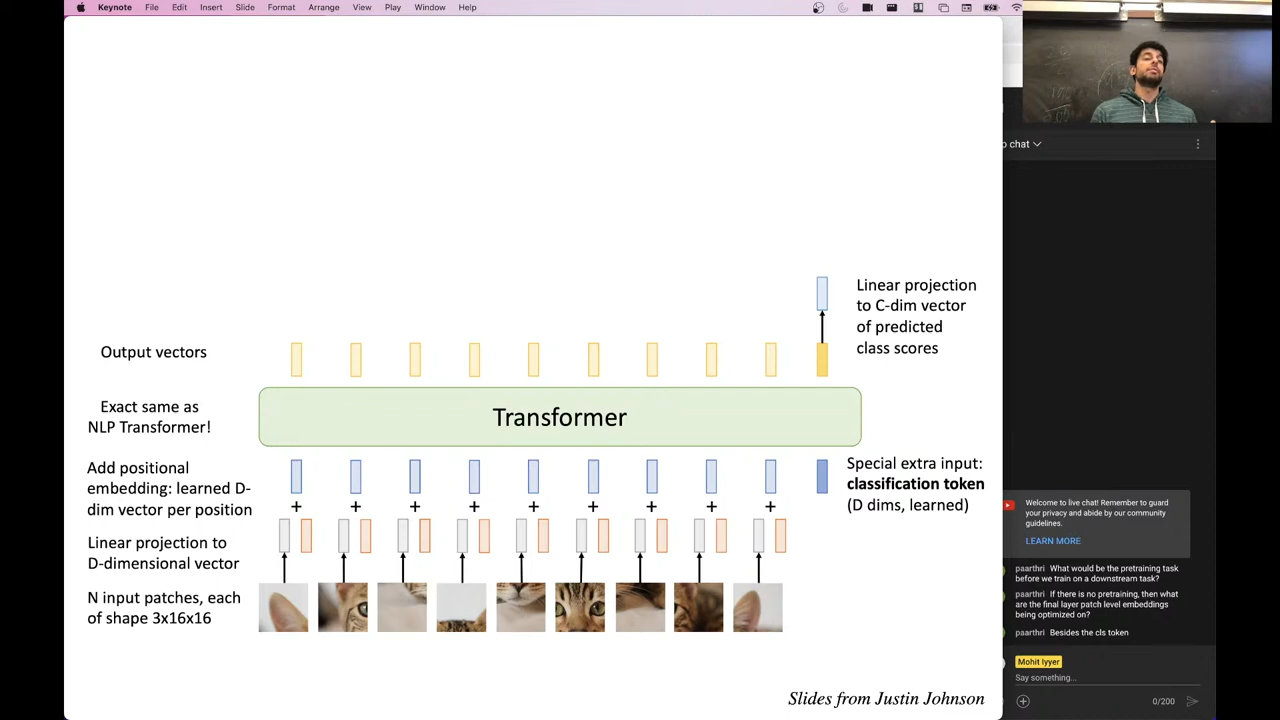 Keynote File Edit Insert Slide Format Arrange View Play Window Help
Linear projection
to C-dim vector
of predicted
class scores
Output vectors
Exact same as
NLP Transformer!
Transformer
Add positional
embedding: learned D-
dim vector per position
Special extra input:
classification token
(D dims, learned)
+ + + + + + + + +
Linear projection to
D-dimensional vector
N input patches, each
of shape 3x16x16
Slides from Justin Johnson
chat
Welcome to live chat! Remember to guard
your privacy and abide by our community
guidelines.
LEARN MORE
paarthri What would be the pretraining task
before we train on a downstream task?
paarthri If there is no pretraining, then what
are the final layer patch level embeddings
being optimized on?
paarthri Besides the cls token
Mohit Iyyer
Say something...
0/200